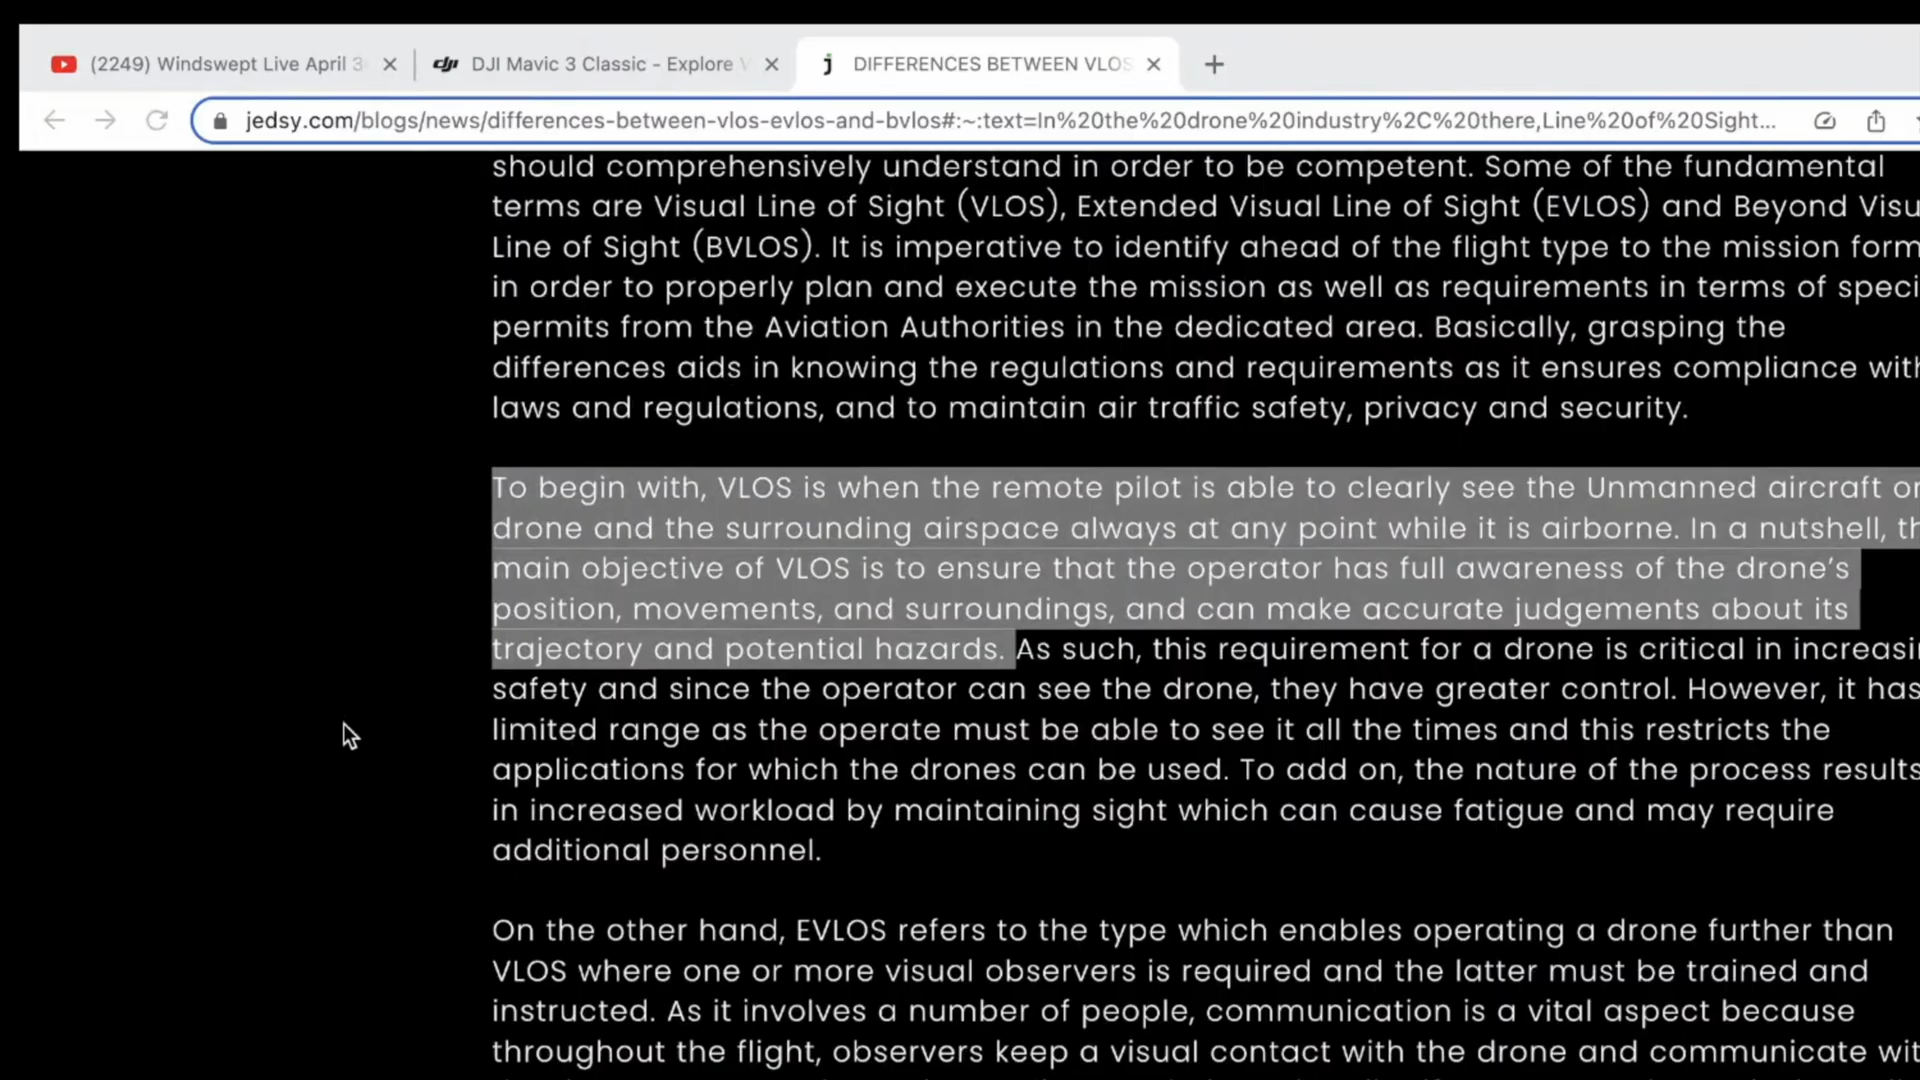 (2249) Windswept Live April 3
DJI Mavic 3 Classic - Explore
DIFFERENCES BETWEEN VLOS
jedsy.com/blogs/news/differences-between-vlos-evlos-and-bvlos#:~:text=In%20the%20drone%20industry%2C%20there,Line%20of%20Sight...
should comprehensively understand in order to be competent. Some of the fundamental
terms are Visual Line of Sight (VLOS), Extended Visual Line of Sight (EVLOS) and Beyond Visu
Line of Sight (BVLOS). It is imperative to identify ahead of the flight type to the mission form
in order to properly plan and execute the mission as well as requirements in terms of speci
permits from the Aviation Authorities in the dedicated area. Basically, grasping the
differences aids in knowing the regulations and requirements as it ensures compliance with
laws and regulations, and to maintain air traffic safety, privacy and security.
To begin with, VLOS is when the remote pilot is able to clearly see the Unmanned aircraft or
drone and the surrounding airspace always at any point while it is airborne. In a nutshell, th
main objective of VLOS is to ensure that the operator has full awareness of the drone’s
position, movements, and surroundings, and can make accurate judgements about its
trajectory and potential hazards. As such, this requirement for a drone is critical in increasi
safety and since the operator can see the drone, they have greater control. However, it has
limited range as the operate must be able to see it all the times and this restricts the
applications for which the drones can be used. To add on, the nature of the process results
in increased workload by maintaining sight which can cause fatigue and may require
additional personnel.
On the other hand, EVLOS refers to the type which enables operating a drone further than
VLOS where one or more visual observers is required and the latter must be trained and
instructed. As it involves a number of people, communication is a vital aspect because
throughout the flight, observers keep a visual contact with the drone and communicate wit